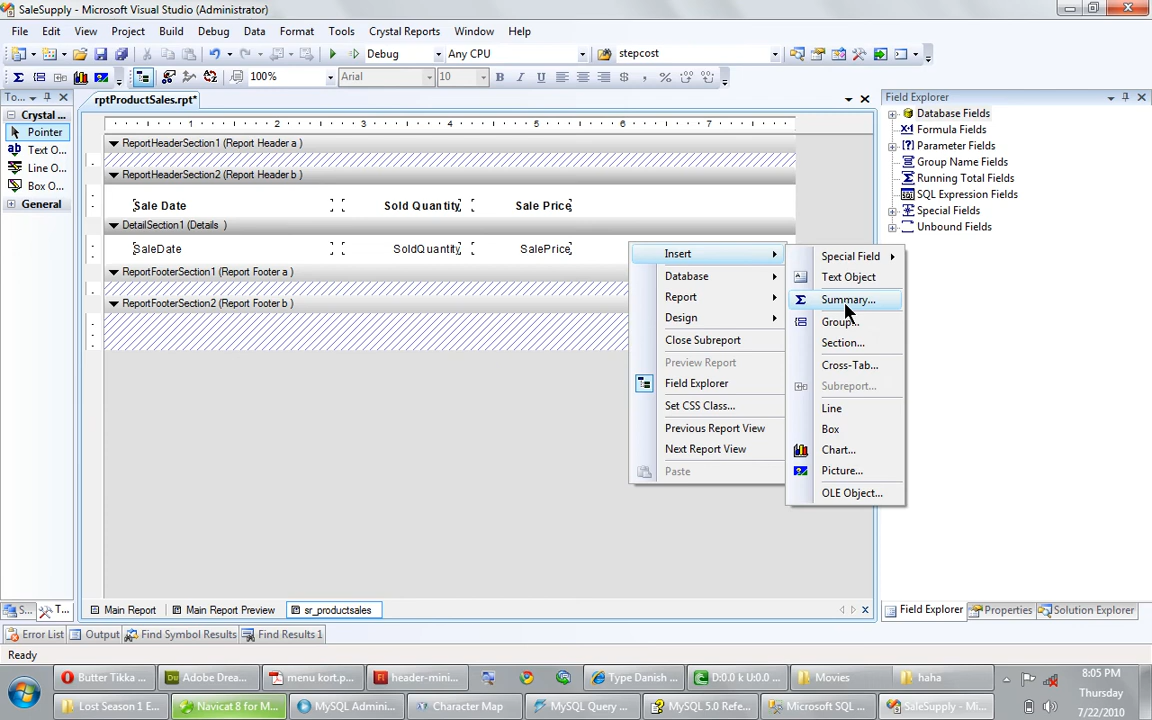 SaleSupply - Microsoft Visual Studio (Administrator)
File Edit View Project Build Debug Data Format Tools Crystal Reports Window Help
Debug Any CPU stepcost
100% Arial 10 B I U $ , %
To...
rptProductSales.rpt*
Field Explorer
Crystal ...
Pointer
Text O...
Line O...
Box O...
General
1 2 3 4 5 6 7
ReportHeaderSection1 (Report Header a )
ReportHeaderSection2 (Report Header b )
Sale Date Sold Quantity Sale Price
DetailSection1 (Details )
SaleDate SoldQuantity SalePrice
ReportFooterSection1 (Report Footer a )
ReportFooterSection2 (Report Footer b )
Insert
Database
Report
Design
Close Subreport
Preview Report
Field Explorer
Set CSS Class...
Previous Report View
Next Report View
Paste
Special Field
Text Object
Summary...
Group...
Section...
Cross-Tab...
Subreport...
Line
Box
Chart...
Picture...
OLE Object...
Database Fields
Formula Fields
Parameter Fields
Group Name Fields
Running Total Fields
SQL Expression Fields
Special Fields
Unbound Fields
Main Report Main Report Preview sr_productsales
S... T...
Field Explorer Properties Solution Explorer
Error List Output Find Symbol Results Find Results 1
Ready
Butter Tikka ... Adobe Drea... menu kort.p... header-mini... Type Danish ... D:0.0 k U:0.0 ... Movies haha
Lost Season 1 E... Navicat 8 for M... MySQL Admini... Character Map MySQL Query ... MySQL 5.0 Refe... Microsoft SQL ... SaleSupply - Mi...
8:05 PM
Thursday
7/22/2010